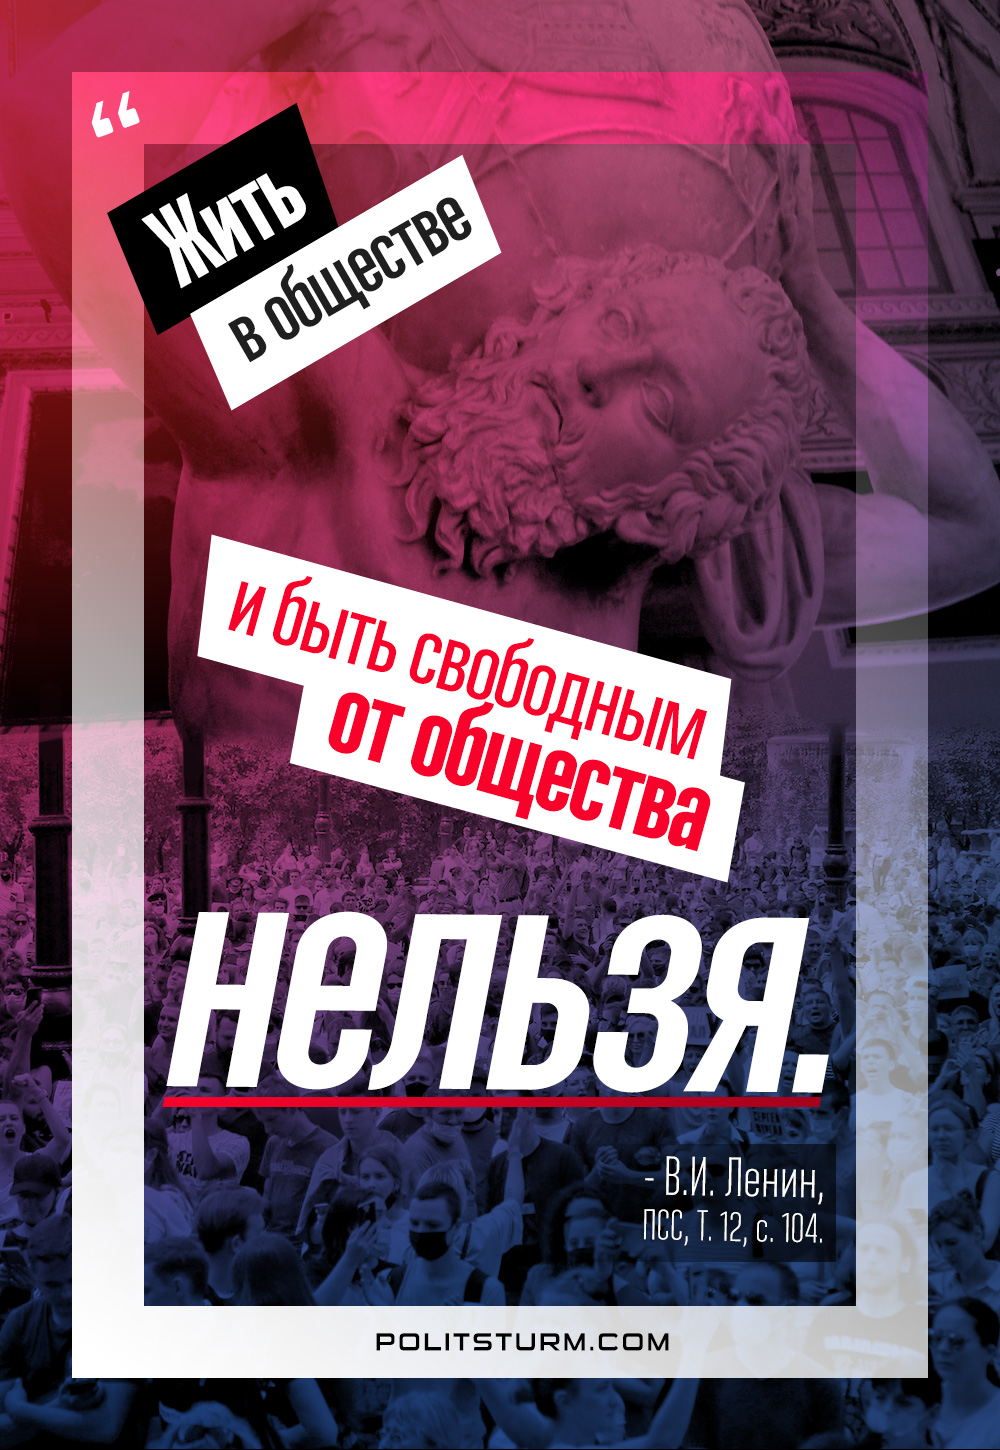 “
Жить
в обществе
и быть свободным
от общества
нельзя.
- В.И. Ленин,
ПСС, Т. 12, с. 104.
POLITSTURM.COM